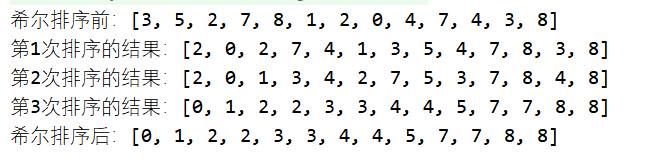 希尔排序前: [3, 5, 2, 7, 8, 1, 2, 0, 4, 7, 4, 3, 8]
第1次排序的结果: [2, 0, 2, 7, 4, 1, 3, 5, 4, 7, 8, 3, 8]
第2次排序的结果: [2, 0, 1, 3, 4, 2, 7, 5, 3, 7, 8, 4, 8]
第3次排序的结果: [0, 1, 2, 2, 3, 3, 4, 4, 5, 7, 7, 8, 8]
希尔排序后: [0, 1, 2, 2, 3, 3, 4, 4, 5, 7, 7, 8, 8]